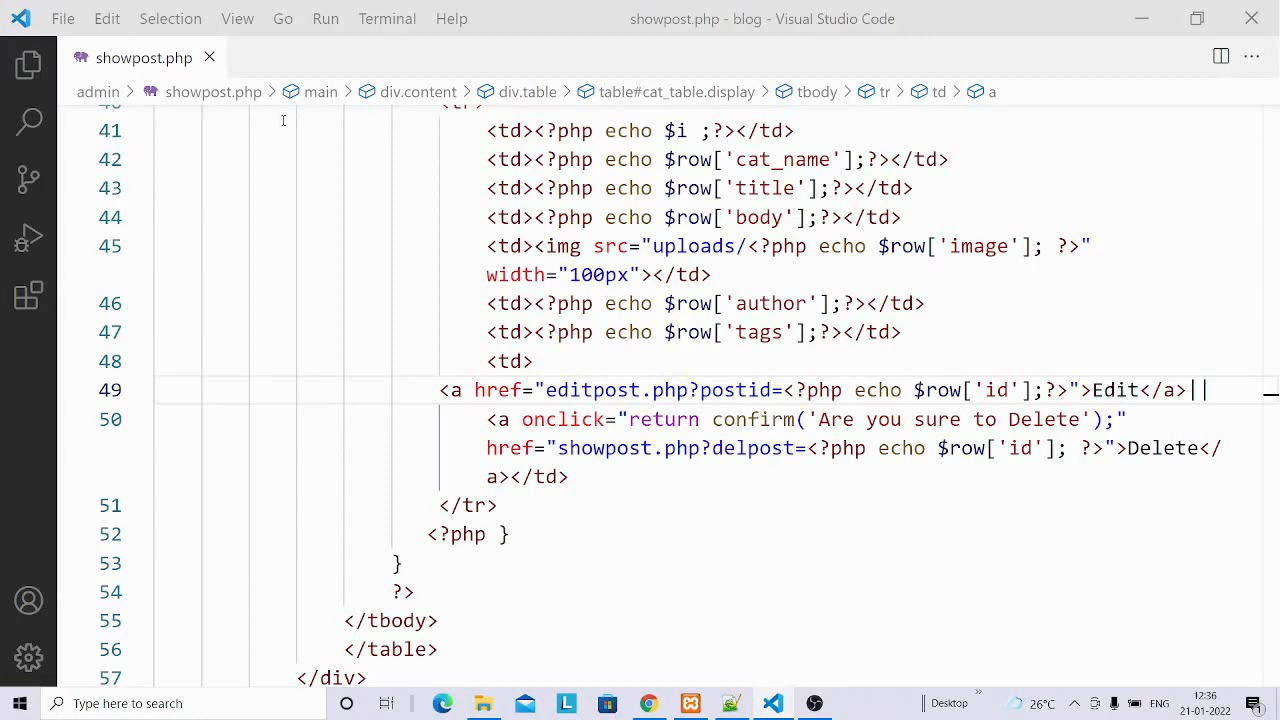 File Edit Selection View Go Run Terminal Help showpost.php - blog - Visual Studio Code
showpost.php
admin > showpost.php > main > div.content > div.table > table#cat_table.display > tbody > tr > td > a
41 <td><?php echo $i ;?></td>
42 <td><?php echo $row['cat_name'];?></td>
43 <td><?php echo $row['title'];?></td>
44 <td><?php echo $row['body'];?></td>
45 <td><img src="uploads/<?php echo $row['image']; ?>"
width="100px"></td>
46 <td><?php echo $row['author'];?></td>
47 <td><?php echo $row['tags'];?></td>
48 <td>
49 <a href="editpost.php?postid=<?php echo $row['id'];?>">Edit</a>||
50 <a onclick="return confirm('Are you sure to Delete');"
href="showpost.php?delpost=<?php echo $row['id']; ?>">Delete</
a></td>
51 </tr>
52 <?php }
53 }
54 ?>
55 </tbody>
56 </table>
57 </div>
Type here to search
Desktop
26°C
ENG
12:36
21-01-2022